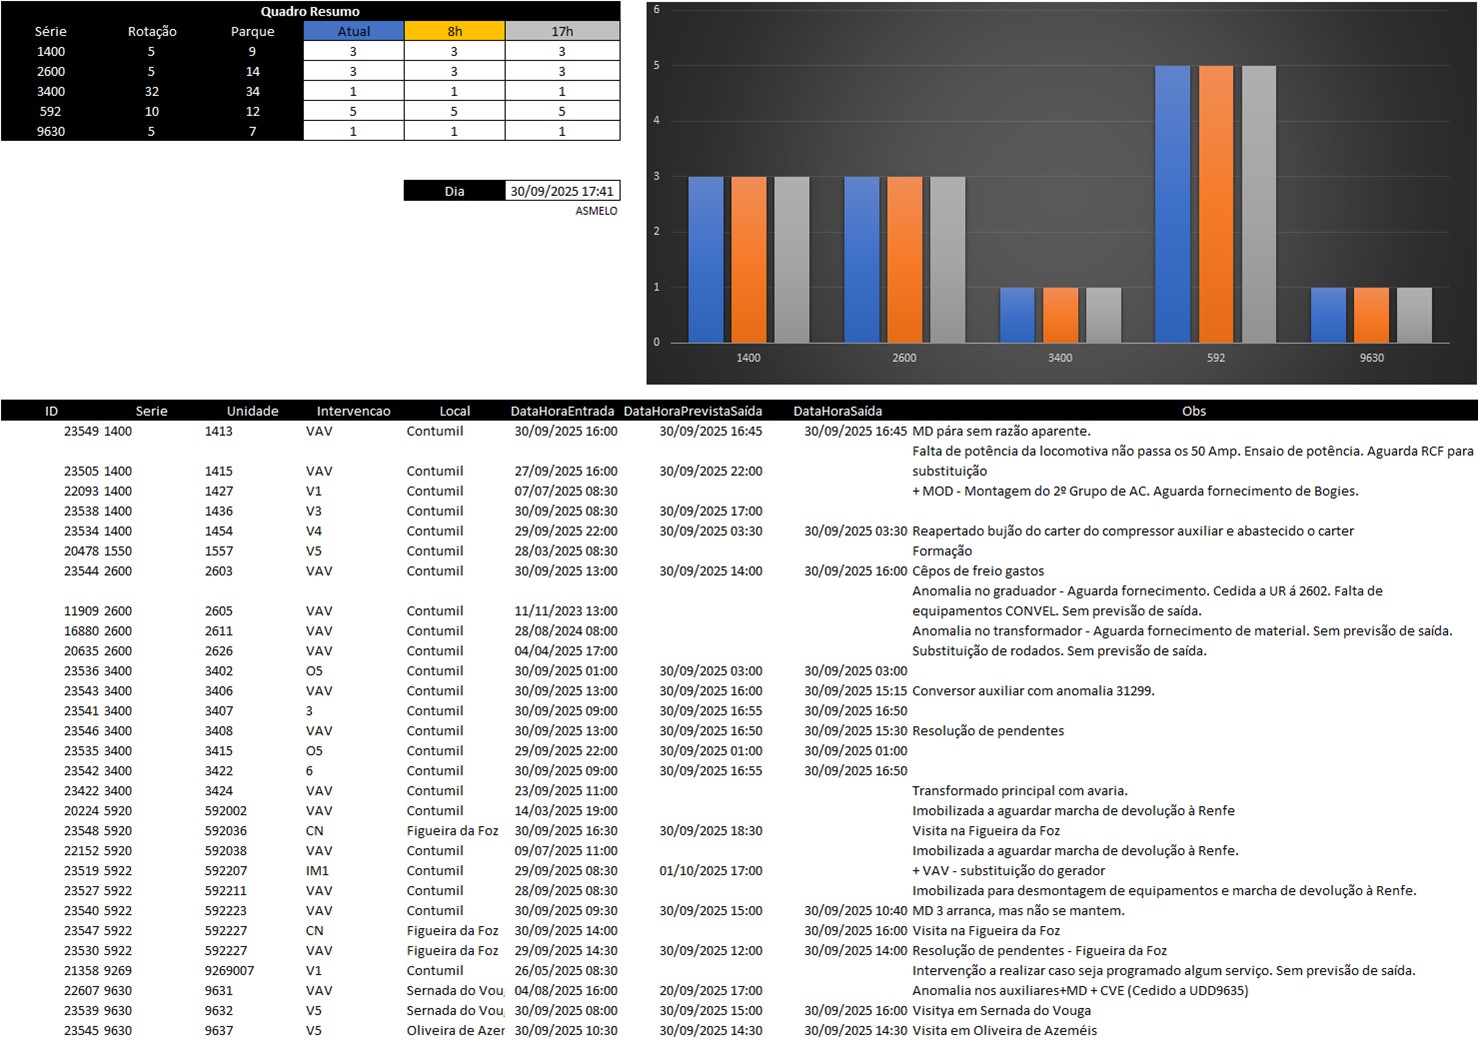 Quadro Resumo
Série Rotação Parque Atual 8h 17h
1400 5 9 3 3 3
2600 5 14 3 3 3
3400 32 34 1 1 1
592 10 12 5 5 5
9630 5 7 1 1 1
Dia 30/09/2025 17:41
ASMELO
6
5
4
3
2
1
0
1400 2600 3400 592 9630
ID Serie Unidade Intervencao Local DataHoraEntrada DataHoraPrevistaSaída DataHoraSaída Obs
23549 1400 1413 VAV Contumil 30/09/2025 16:00 30/09/2025 16:45 30/09/2025 16:45 MD pára sem razão aparente.
Falta de potência da locomotiva não passa os 50 Amp. Ensaio de potência. Aguarda RCF para
23505 1400 1415 VAV Contumil 27/09/2025 16:00 30/09/2025 22:00 substituição
22093 1400 1427 V1 Contumil 07/07/2025 08:30 + MOD - Montagem do 2º Grupo de AC. Aguarda fornecimento de Bogies.
23538 1400 1436 V3 Contumil 30/09/2025 08:30 30/09/2025 17:00
23534 1400 1454 V4 Contumil 29/09/2025 22:00 30/09/2025 03:30 30/09/2025 03:30 Reapertado bujão do carter do compressor auxiliar e abastecido o carter
20478 1550 1557 V5 Contumil 28/03/2025 08:30 Formação
23544 2600 2603 VAV Contumil 30/09/2025 13:00 30/09/2025 14:00 30/09/2025 16:00 Cêpos de freio gastos
Anomalia no graduador - Aguarda fornecimento. Cedida a UR á 2602. Falta de
11909 2600 2605 VAV Contumil 11/11/2023 13:00 equipamentos CONVEL. Sem previsão de saída.
16880 2600 2611 VAV Contumil 28/08/2024 08:00 Anomalia no transformador - Aguarda fornecimento de material. Sem previsão de saída.
20635 2600 2626 VAV Contumil 04/04/2025 17:00 Substituição de rodados. Sem previsão de saída.
23536 3400 3402 O5 Contumil 30/09/2025 01:00 30/09/2025 03:00 30/09/2025 03:00
23543 3400 3406 VAV Contumil 30/09/2025 13:00 30/09/2025 16:00 30/09/2025 15:15 Conversor auxiliar com anomalia 31299.
23541 3400 3407 3 Contumil 30/09/2025 09:00 30/09/2025 16:55 30/09/2025 16:50
23546 3400 3408 VAV Contumil 30/09/2025 13:00 30/09/2025 16:50 30/09/2025 15:30 Resolução de pendentes
23535 3400 3415 O5 Contumil 29/09/2025 22:00 30/09/2025 01:00 30/09/2025 01:00
23542 3400 3422 6 Contumil 30/09/2025 09:00 30/09/2025 16:55 30/09/2025 16:50
23422 3400 3424 VAV Contumil 23/09/2025 11:00 Transformado principal com avaria.
20224 5920 592002 VAV Contumil 14/03/2025 19:00 Imobilizada a aguardar marcha de devolução à Renfe
23548 5920 592036 CN Figueira da Foz 30/09/2025 16:30 30/09/2025 18:30 Visita na Figueira da Foz
22152 5920 592038 VAV Contumil 09/07/2025 11:00 Imobilizada a aguardar marcha de devolução à Renfe.
23519 5922 592207 IM1 Contumil 29/09/2025 08:30 01/10/2025 17:00 + VAV - substituição do gerador
23527 5922 592211 VAV Contumil 28/09/2025 08:30 Imobilizada para desmontagem de equipamentos e marcha de devolução à Renfe.
23540 5922 592223 VAV Contumil 30/09/2025 09:30 30/09/2025 15:00 30/09/2025 10:40 MD 3 arranca, mas não se mantem.
23547 5922 592227 CN Figueira da Foz 30/09/2025 14:00 30/09/2025 16:00 Visita na Figueira da Foz
23530 5922 592227 VAV Figueira da Foz 29/09/2025 14:30 30/09/2025 12:00 30/09/2025 14:00 Resolução de pendentes - Figueira da Foz
21358 9269 9269007 V1 Contumil 26/05/2025 08:30 Intervenção a realizar caso seja programado algum serviço. Sem previsão de saída.
22607 9630 9631 VAV Sernada do Voug 04/08/2025 16:00 20/09/2025 17:00 Anomalia nos auxiliares+MD + CVE (Cedido a UDD9635)
23539 9630 9632 V5 Sernada do Voug 30/09/2025 08:00 30/09/2025 15:00 30/09/2025 16:00 Visitya em Sernada do Vouga
23545 9630 9637 V5 Oliveira de Azer 30/09/2025 10:30 30/09/2025 14:30 30/09/2025 14:30 Visita em Oliveira de Azeméis